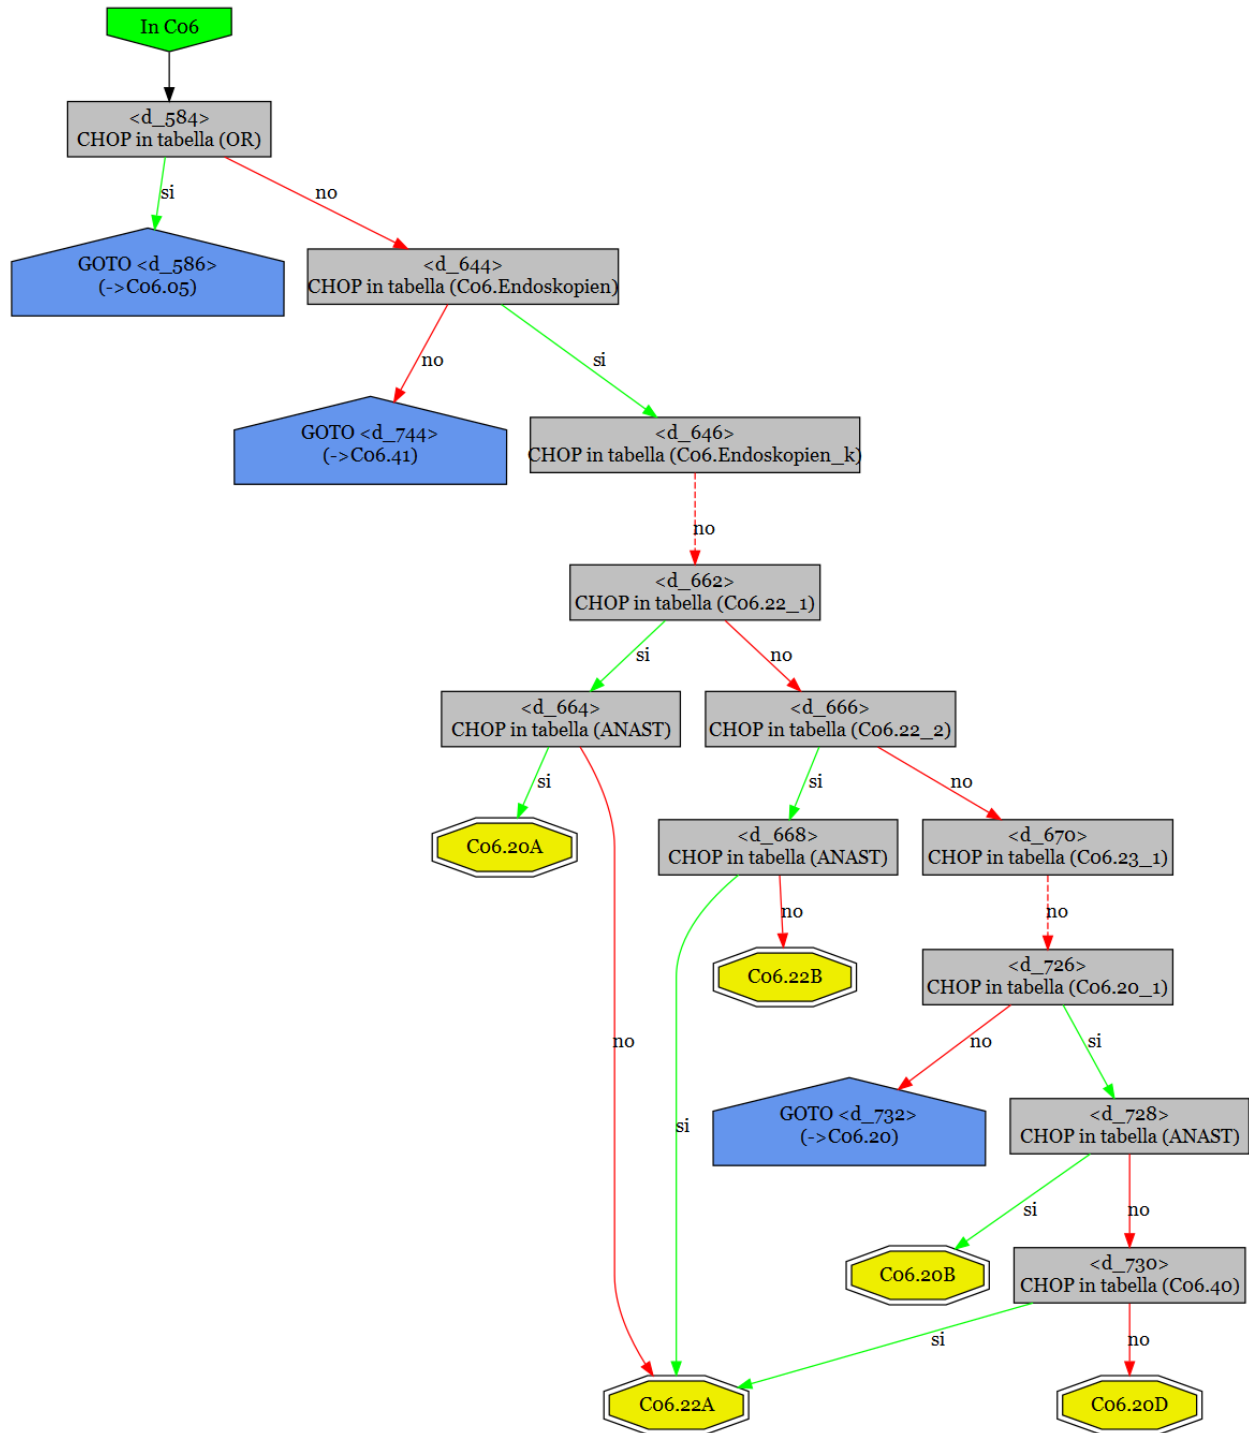 In C06
<d_584>
CHOP in tabella (OR)
si
no
GOTO <d_586>
(->C06.05)
<d_644>
CHOP in tabella (C06.Endoskopien)
no
si
GOTO <d_744>
(->C06.41)
<d_646>
CHOP in tabella (C06.Endoskopien_k)
no
<d_662>
CHOP in tabella (C06.22_1)
si
no
<d_664>
CHOP in tabella (ANAST)
<d_666>
CHOP in tabella (C06.22_2)
si
si
no
C06.20A
<d_668>
CHOP in tabella (ANAST)
<d_670>
CHOP in tabella (C06.23_1)
no
no
C06.22B
<d_726>
CHOP in tabella (C06.20_1)
no
no
si
GOTO <d_732>
(->C06.20)
si
<d_728>
CHOP in tabella (ANAST)
si
no
C06.20B
<d_730>
CHOP in tabella (C06.40)
si
no
C06.22A
C06.20D